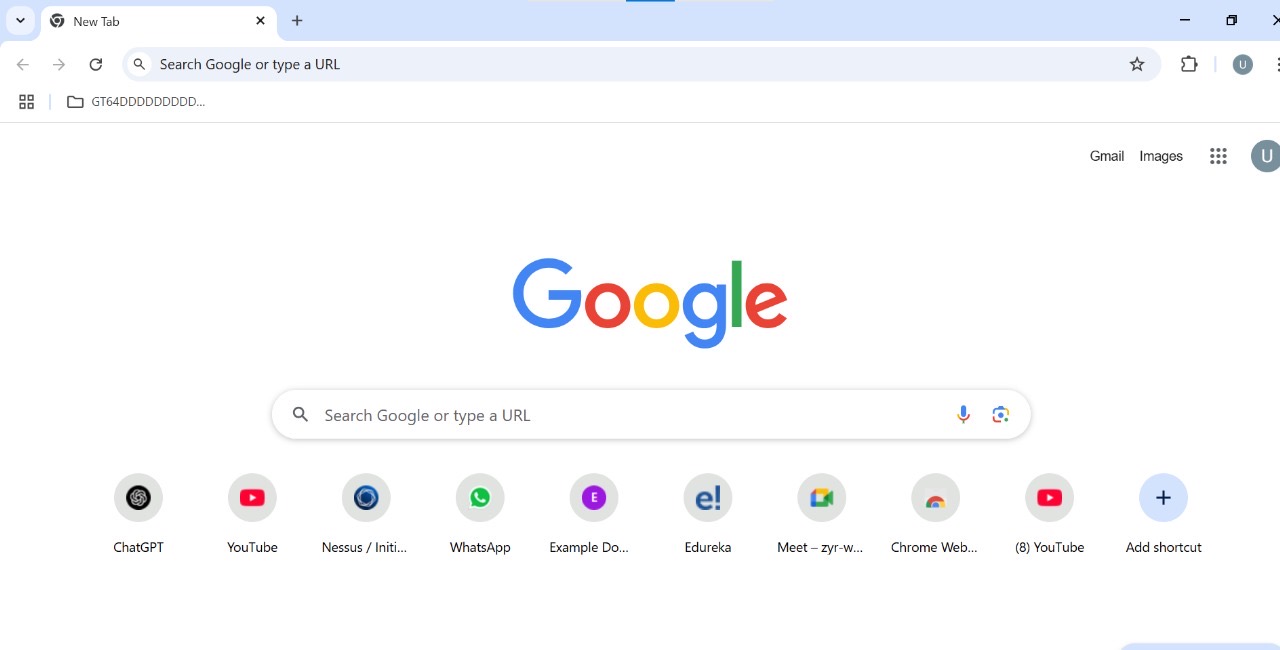 New Tab
Search Google or type a URL
U
GT64DDDDDDDDD...
Gmail Images U
Google
Search Google or type a URL
E e!
ChatGPT YouTube Nessus / Initi... WhatsApp Example Do... Edureka Meet – zyr-w... Chrome Web... (8) YouTube Add shortcut